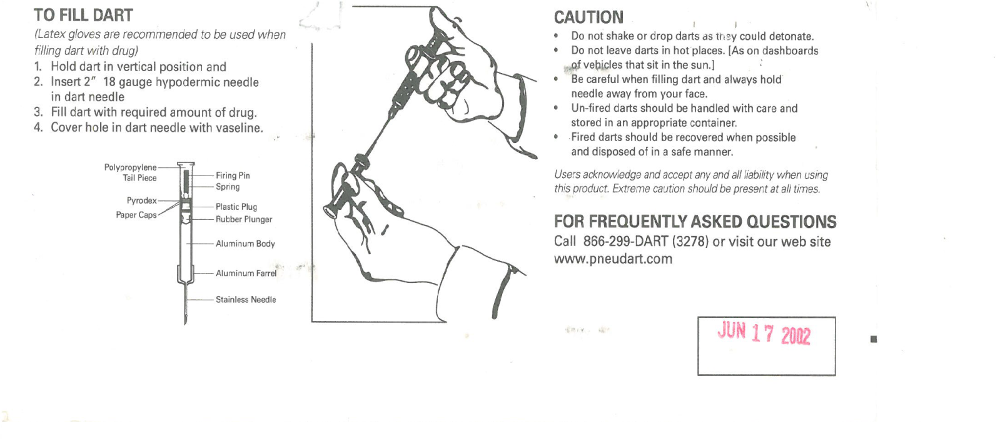 TO FILL DART
(Latex gloves are recommended to be used when
filling dart with drug)
1. Hold dart in vertical position and
2. Insert 2" 18 gauge hypodermic needle
in dart needle
3. Fill dart with required amount of drug.
4. Cover hole in dart needle with vaseline.
Polypropylene
Tail Piece
Pyrodex
Paper Caps
Firing Pin
Spring
Plastic Plug
Rubber Plunger
Aluminum Body
Aluminum Farrel
Stainless Needle
CAUTION
• Do not shake or drop darts as they could detonate.
• Do not leave darts in hot places. [As on dashboards
of vehicles that sit in the sun.]
• Be careful when filling dart and always hold
needle away from your face.
• Un-fired darts should be handled with care and
stored in an appropriate container.
• Fired darts should be recovered when possible
and disposed of in a safe manner.
Users acknowledge and accept any and all liability when using
this product. Extreme caution should be present at all times.
FOR FREQUENTLY ASKED QUESTIONS
Call 866-299-DART (3278) or visit our web site
www.pneudart.com
JUN 17 2002